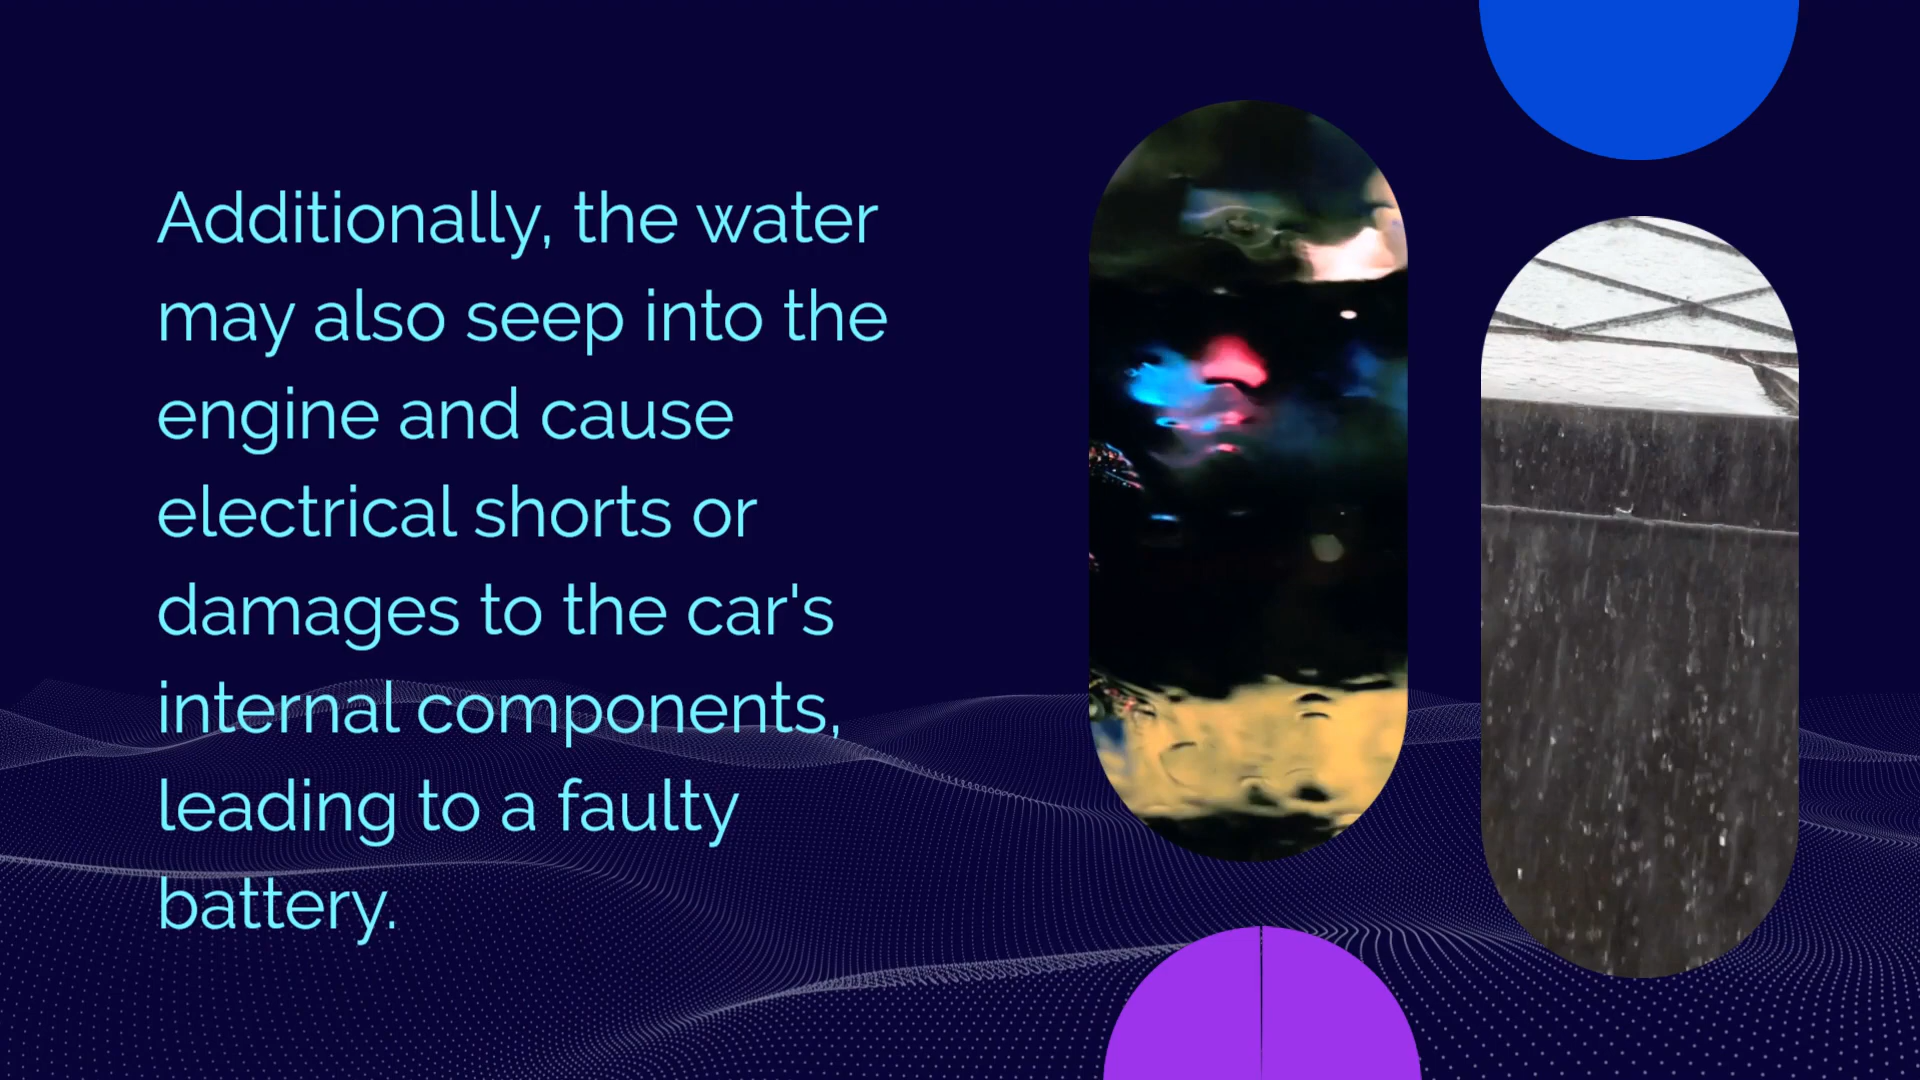 Additionally, the water
may also seep into the
engine and cause
electrical shorts or
damages to the car's
internal components,
leading to a faulty
battery.